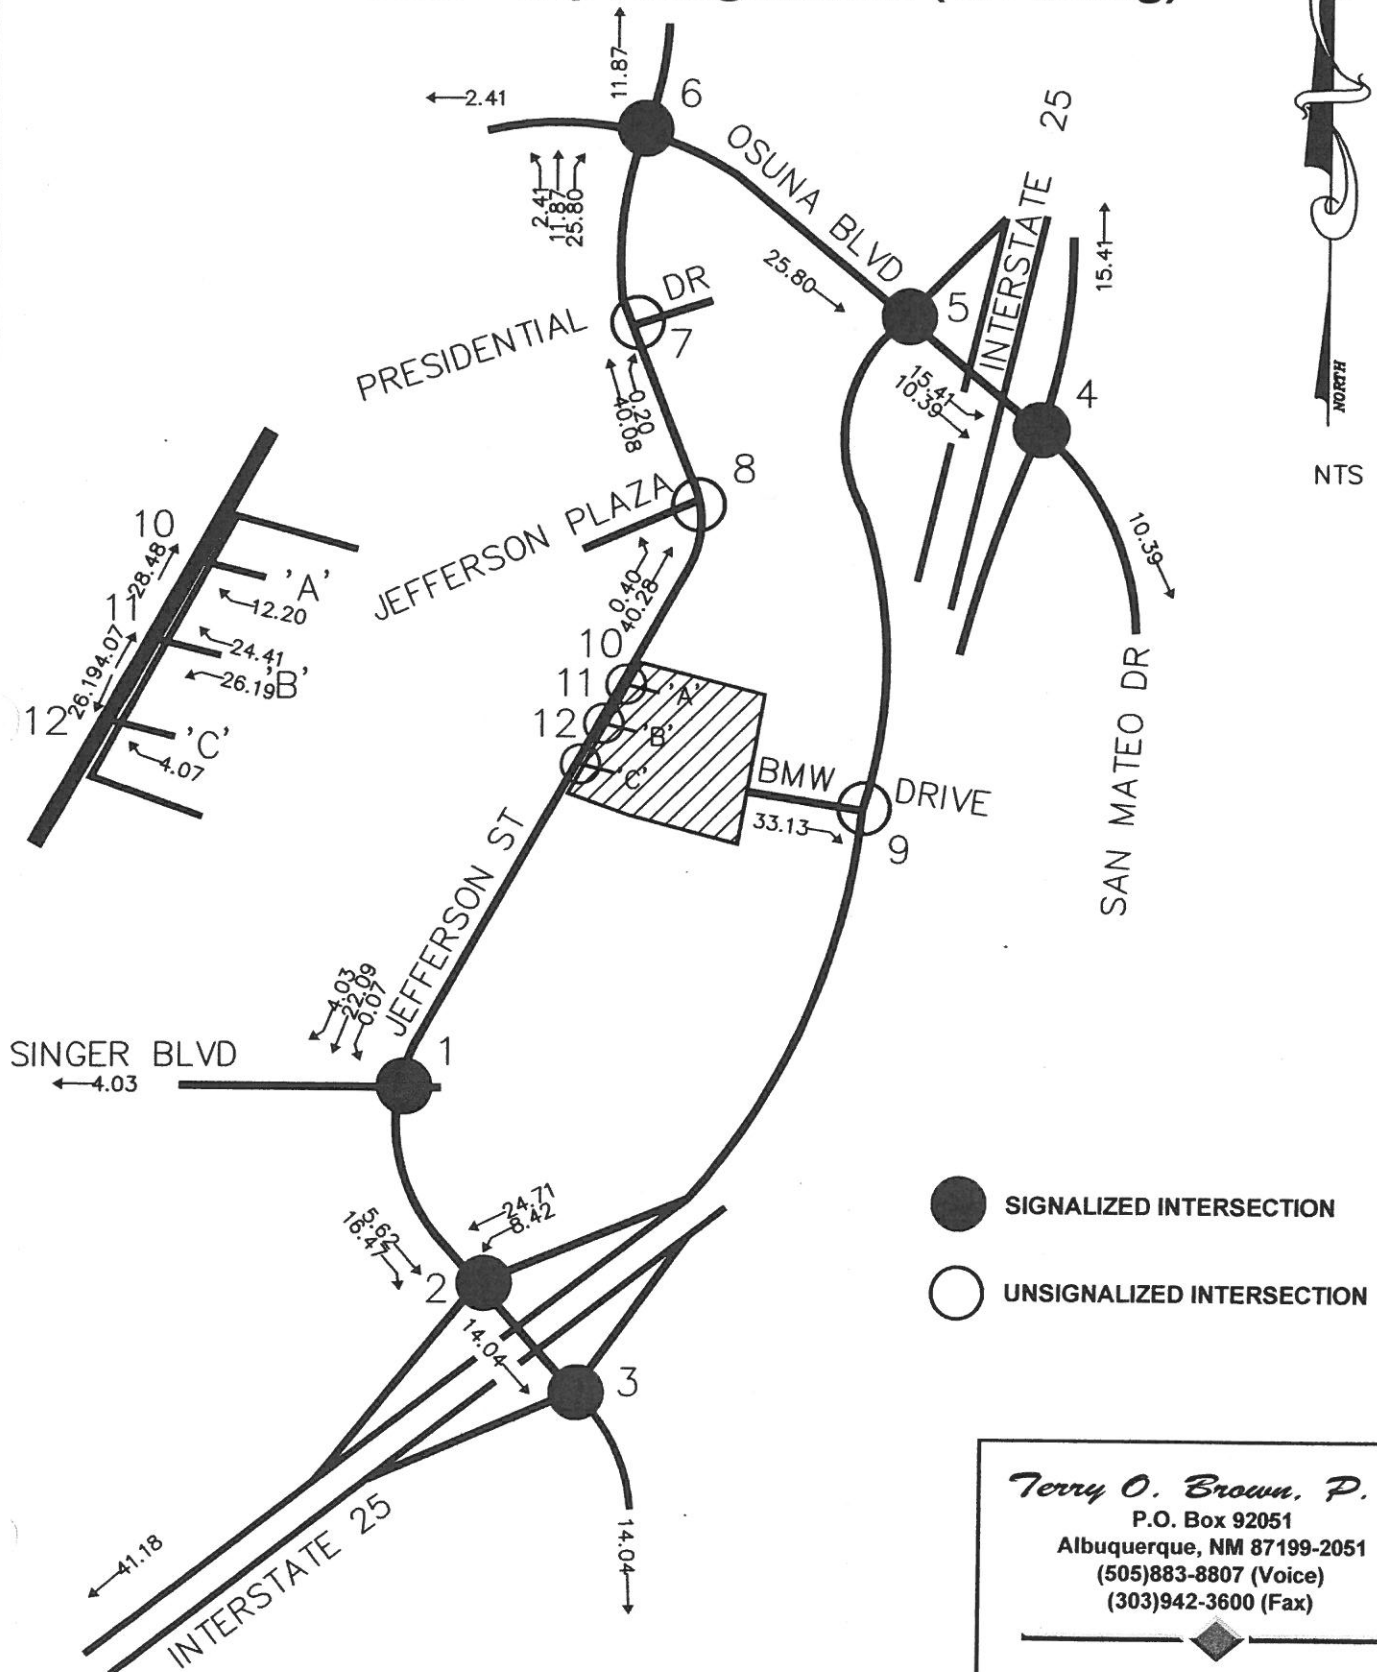 11.87
2.41
6
25
OSUNA BLVD
INTERSTATE
2.41
11.87
25.80
15.41
25.80
5
DR
PRESIDENTIAL
7
15.41
10.39
4
NORTH
0.20
40.08
8
NTS
JEFFERSON PLAZA
10
28.48
'A'
12.20
11
4.07
24.41
26.19
'B'
26.19
12
'C'
4.07
0.40
40.28
10
11
12
'A'
'B'
'C'
10.39
BMW
DRIVE
33.13
9
SAN MATEO DR
JEFFERSON ST
4.03
22.09
0.07
SINGER BLVD
4.03
1
24.71
8.42
5.62
16.47
2
14.04
3
SIGNALIZED INTERSECTION
UNSIGNALIZED INTERSECTION
41.18
INTERSTATE 25
14.04
Terry O. Brown, P.
P.O. Box 92051
Albuquerque, NM 87199-2051
(505)883-8807 (Voice)
(303)942-3600 (Fax)